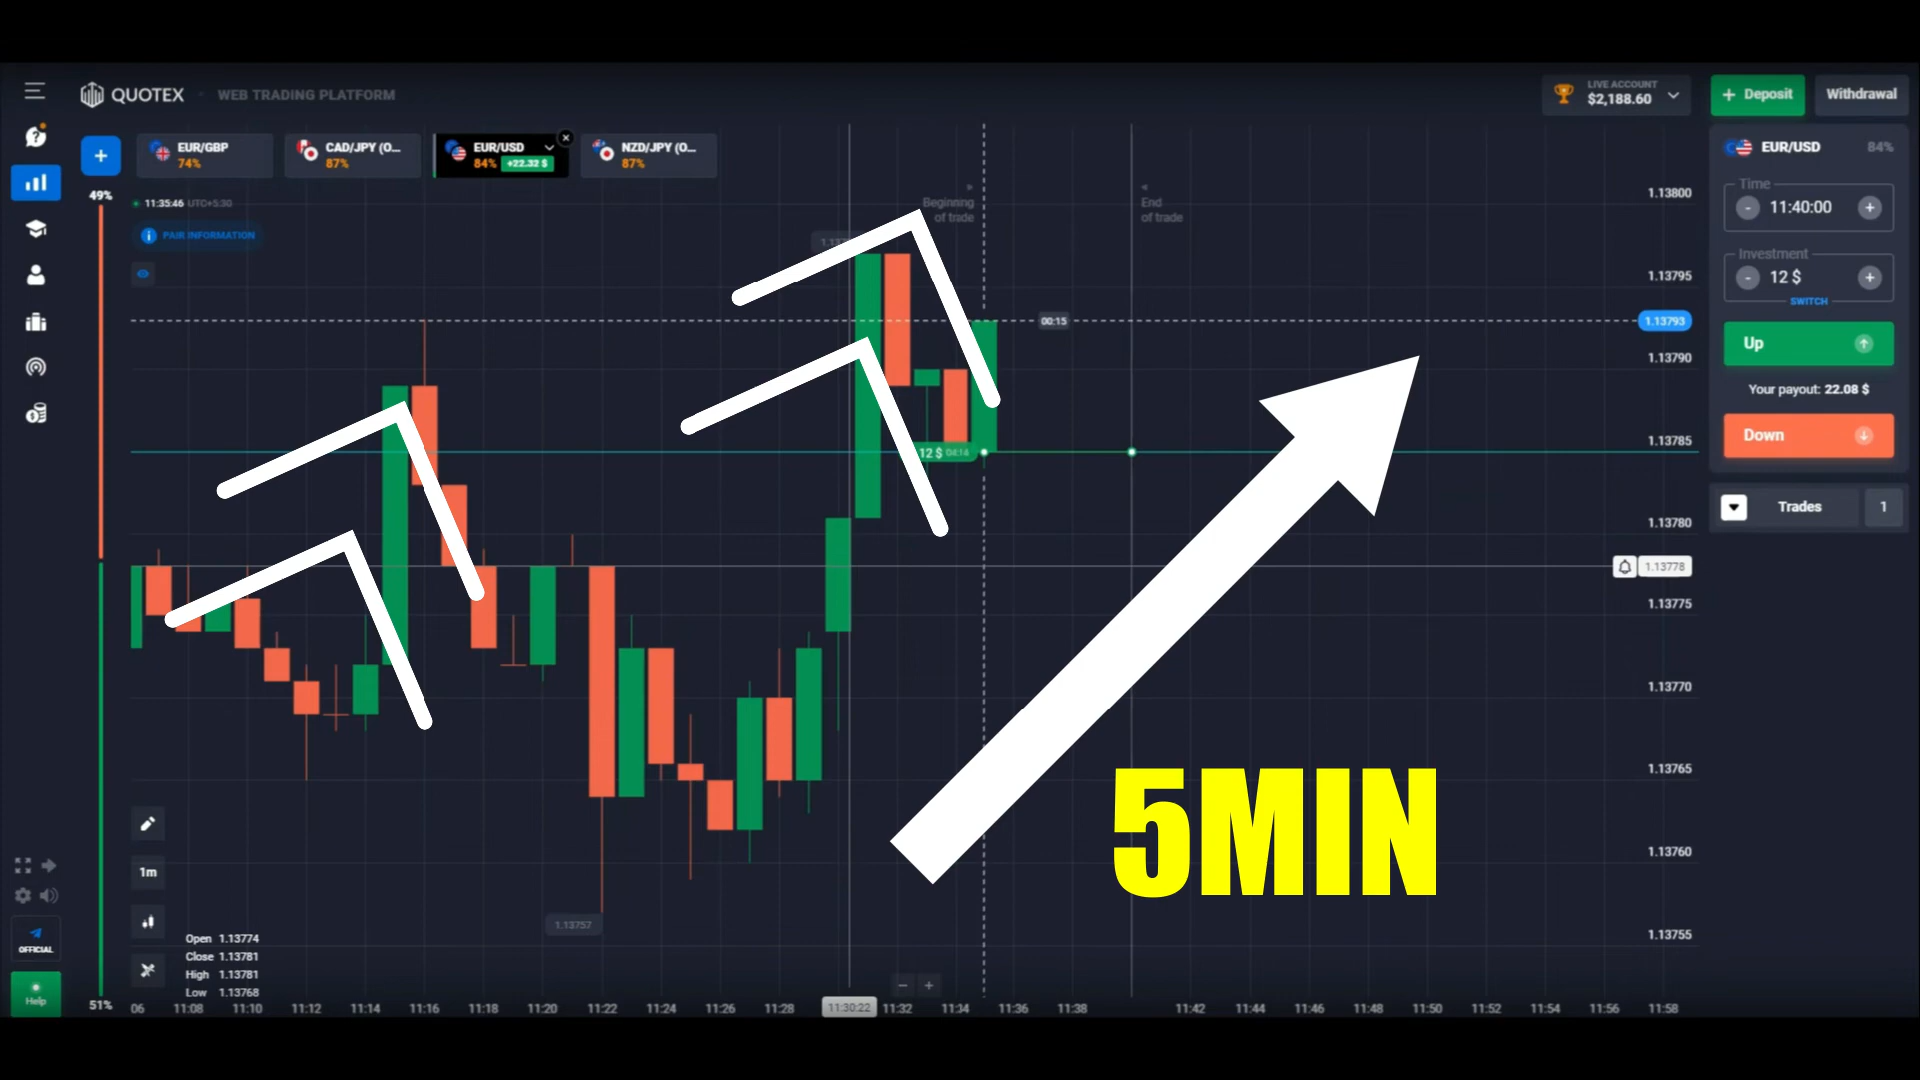 QUOTEX
WEB TRADING PLATFORM
LIVE ACCOUNT
$2,188.60
+ Deposit
Withdrawal
EUR/GBP
74%
CAD/JPY (O...
87%
EUR/USD
84% +22.32 $
NZD/JPY (O...
87%
EUR/USD 84%
49%
11:35:46 UTC+5:30
PAIR INFORMATION
Beginning
of trade
End
of trade
Time
- 11:40:00 +
Investment
- 12 $ +
SWITCH
Up
Your payout: 22.08 $
Down
Trades 1
1.13800
1.13795
1.13793
1.13790
1.13785
1.13780
1.13778
1.13775
1.13770
1.13765
1.13760
1.13755
00:15
12 $ 04:14
5MIN
1.13757
1m
Open 1.13774
Close 1.13781
High 1.13781
Low 1.13768
OFFICIAL
Help
51%
06 11:08 11:10 11:12 11:14 11:16 11:18 11:20 11:22 11:24 11:26 11:28 11:30:22 11:32 11:34 11:36 11:38 11:42 11:44 11:46 11:48 11:50 11:52 11:54 11:56 11:58